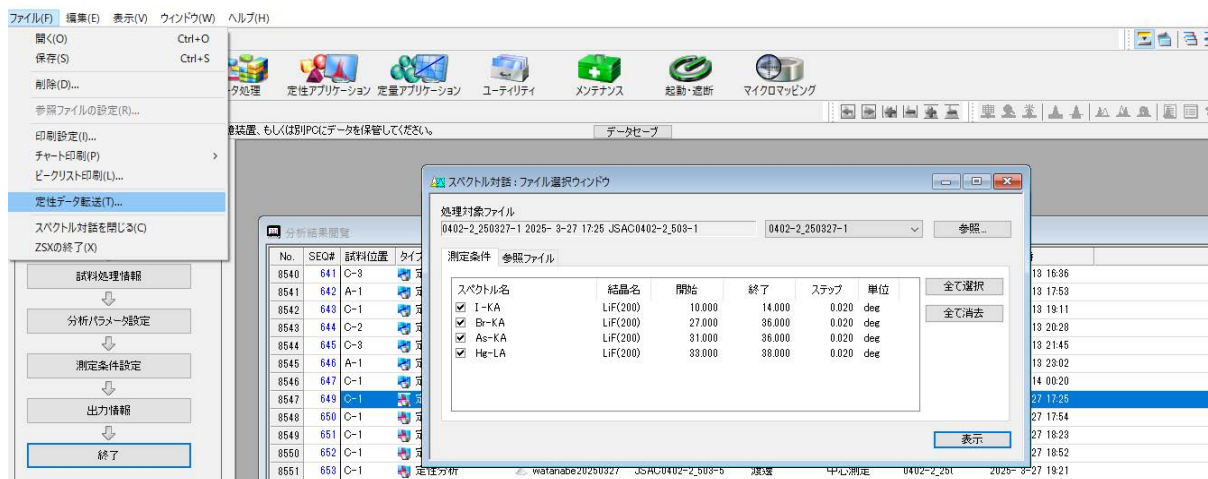 ファイル(F) 編集(E) 表示(V) ウィンドウ(W) ヘルプ(H)
開く(O) Ctrl+O
保存(S) Ctrl+S
削除(D)...
参照ファイルの設定(R)...
印刷設定(I)...
チャート印刷(P) >
ピークリスト印刷(L)...
定性データ転送(T)...
スペクトル対話を閉じる(C)
ZSXの終了(X)
タ処理 定性アプリケーション 定量アプリケーション ユーティリティ メンテナンス 起動・遮断 マイクロマッピング
装置、もしくは別PCにデータを保管してください。 データセーブ
試料処理情報
分析パラメータ設定
測定条件設定
出力情報
終了
スペクトル対話 : ファイル選択ウィンドウ
処理対象ファイル
0402-2_250327-1 2025- 3-27 17:25 JSAC0402-2_503-1 0402-2_250327-1 参照...
測定条件 参照ファイル
スペクトル名 結晶名 開始 終了 ステップ 単位 全て選択
I-KA LiF(200) 10.000 14.000 0.020 deg 全て消去
Br-KA LiF(200) 27.000 36.000 0.020 deg
As-KA LiF(200) 31.000 36.000 0.020 deg
Hg-LA LiF(200) 33.000 38.000 0.020 deg
表示
分析結果閲覧
No. SEQ# 試料位置 タイプ
8540 641 C-3 定 13 16:36
8541 642 A-1 定 13 17:53
8542 643 C-1 定 13 19:11
8543 644 C-2 定 13 20:28
8544 645 C-3 定 13 21:45
8545 646 A-1 定 13 23:02
8546 647 C-1 定 14 00:20
8547 649 C-1 定 27 17:25
8548 650 C-1 定 27 17:54
8549 651 C-1 定 27 18:23
8550 652 C-1 定 27 18:52
8551 653 C-1 定性分析 watanabe20250327 JSAC0402-2_503-5 渡邊 中心測定 0402-2_25( 2025- 3-27 19:21